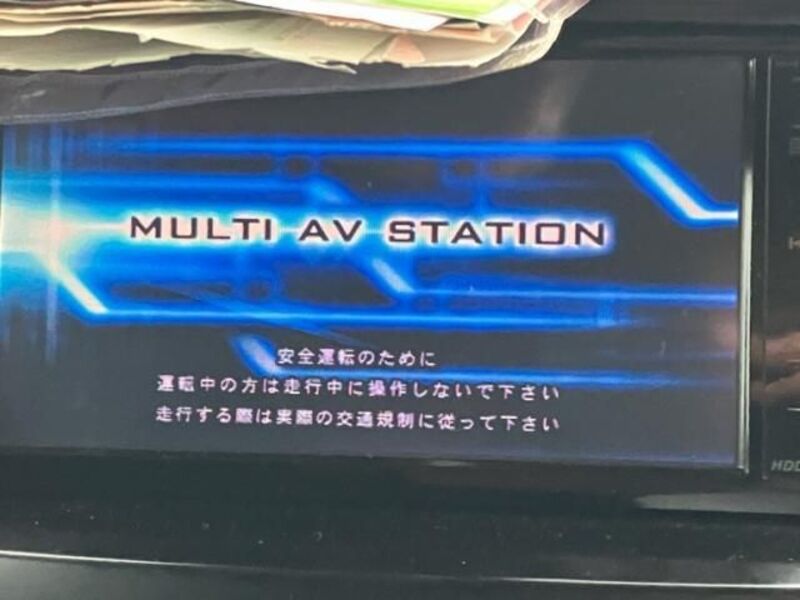 MULTI AV STATION
安全運転のために
運転中の方は走行中に操作しないで下さい
走行する際は実際の交通規制に従って下さい
HDD